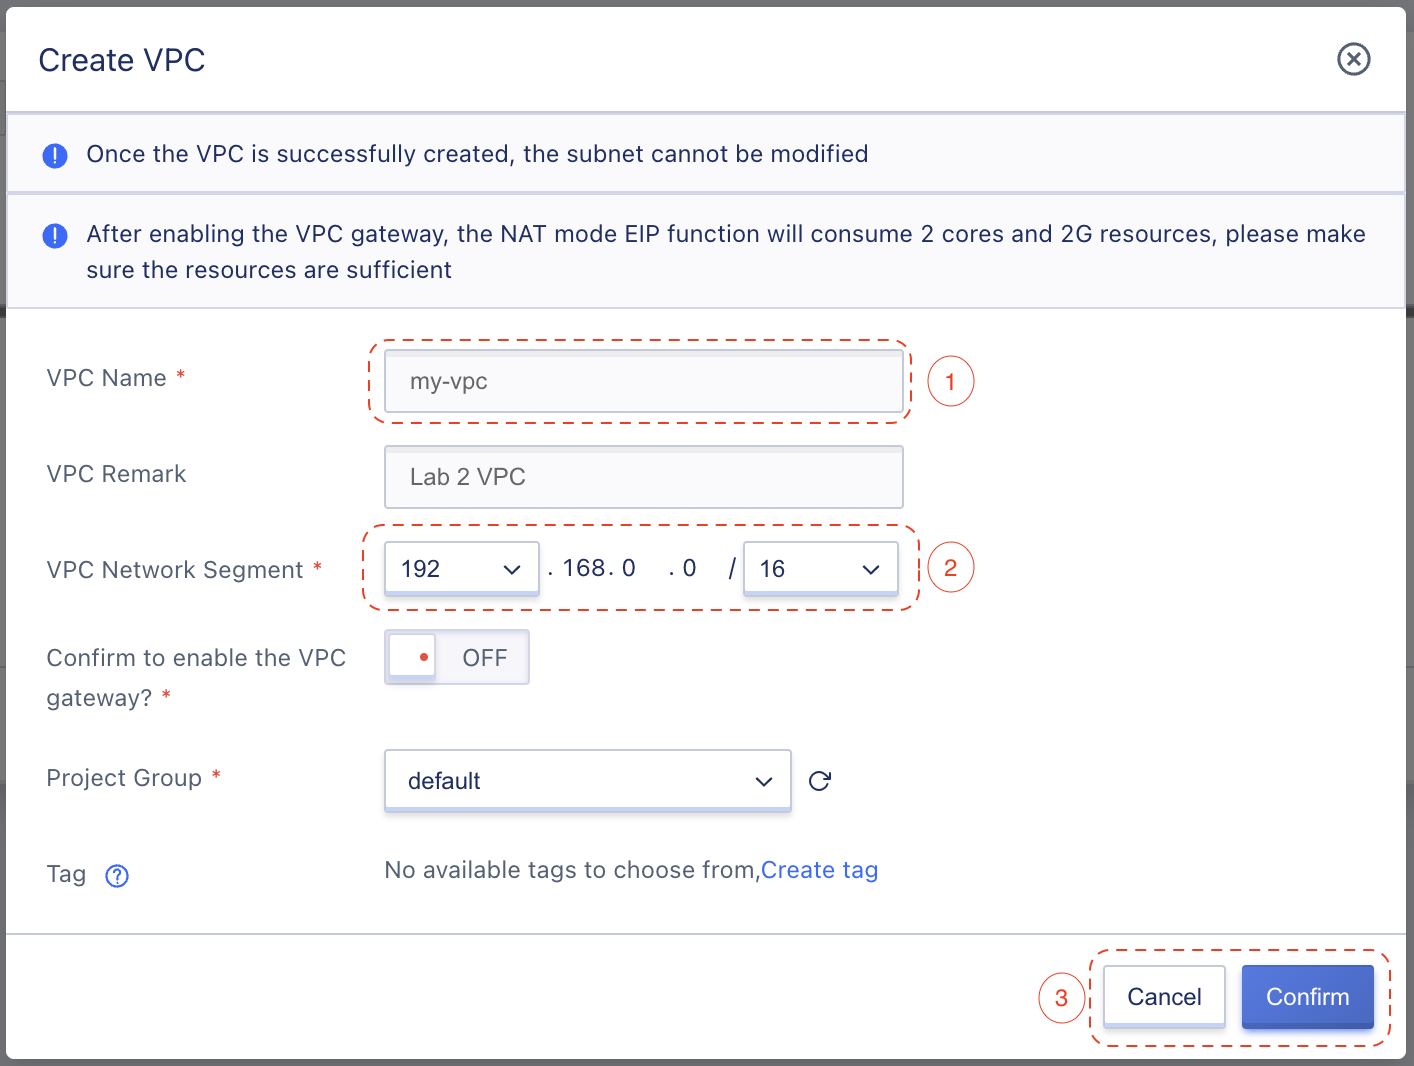 Create VPC
Once the VPC is successfully created, the subnet cannot be modified
After enabling the VPC gateway, the NAT mode EIP function will consume 2 cores and 2G resources, please make
sure the resources are sufficient
VPC Name * my-vpc 1
VPC Remark Lab 2 VPC
VPC Network Segment * 192 . 168. 0 . 0 / 16 2
Confirm to enable the VPC
gateway? * OFF
Project Group * default
Tag ? No available tags to choose from,Create tag
3 Cancel Confirm